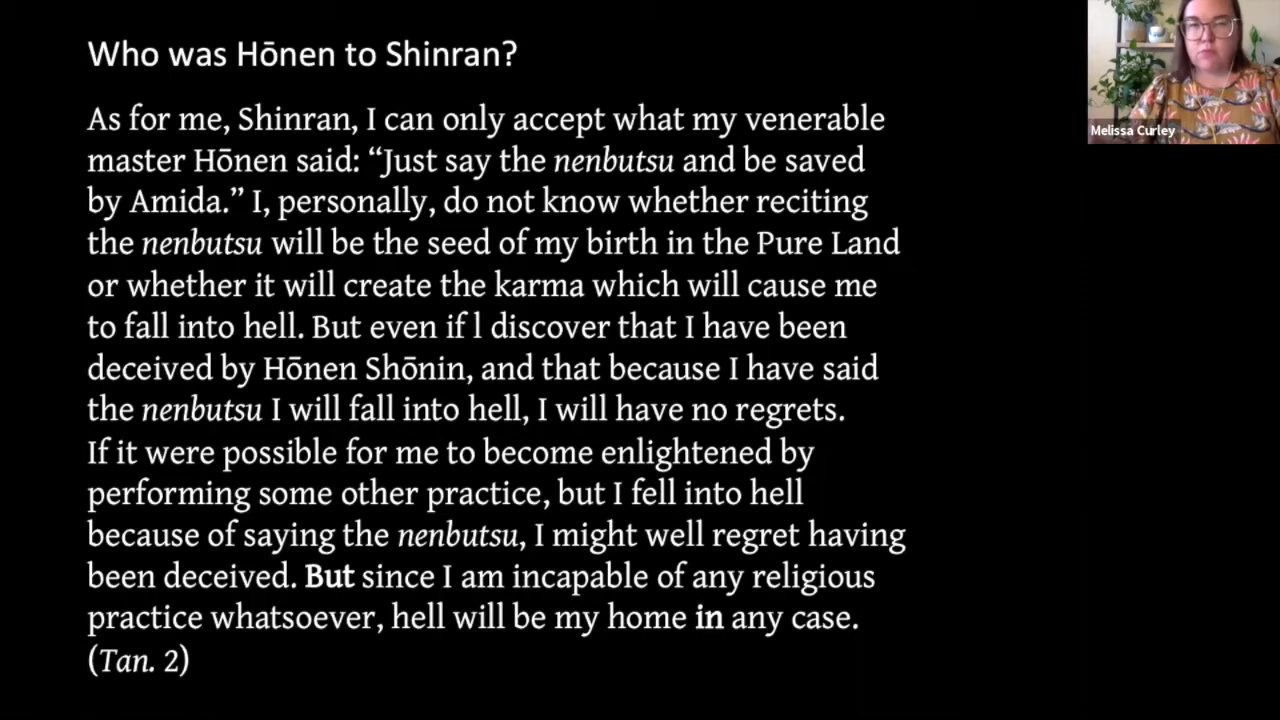 Who was Hōnen to Shinran?
As for me, Shinran, I can only accept what my venerable
master Hōnen said: “Just say the nenbutsu and be saved
by Amida.” I, personally, do not know whether reciting
the nenbutsu will be the seed of my birth in the Pure Land
or whether it will create the karma which will cause me
to fall into hell. But even if l discover that I have been
deceived by Hōnen Shōnin, and that because I have said
the nenbutsu I will fall into hell, I will have no regrets.
If it were possible for me to become enlightened by
performing some other practice, but I fell into hell
because of saying the nenbutsu, I might well regret having
been deceived. But since I am incapable of any religious
practice whatsoever, hell will be my home in any case.
(Tan. 2)
Melissa Curley